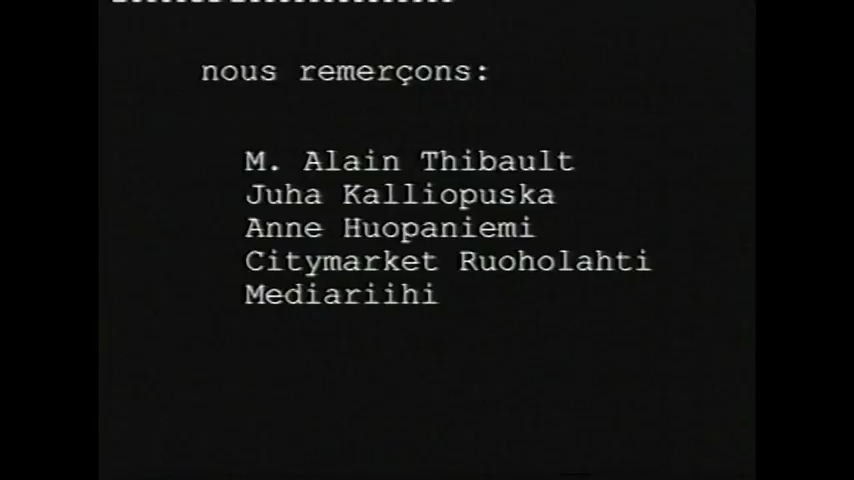 nous remerçons:
M. Alain Thibault
Juha Kalliopuska
Anne Huopaniemi
Citymarket Ruoholahti
Mediariihi